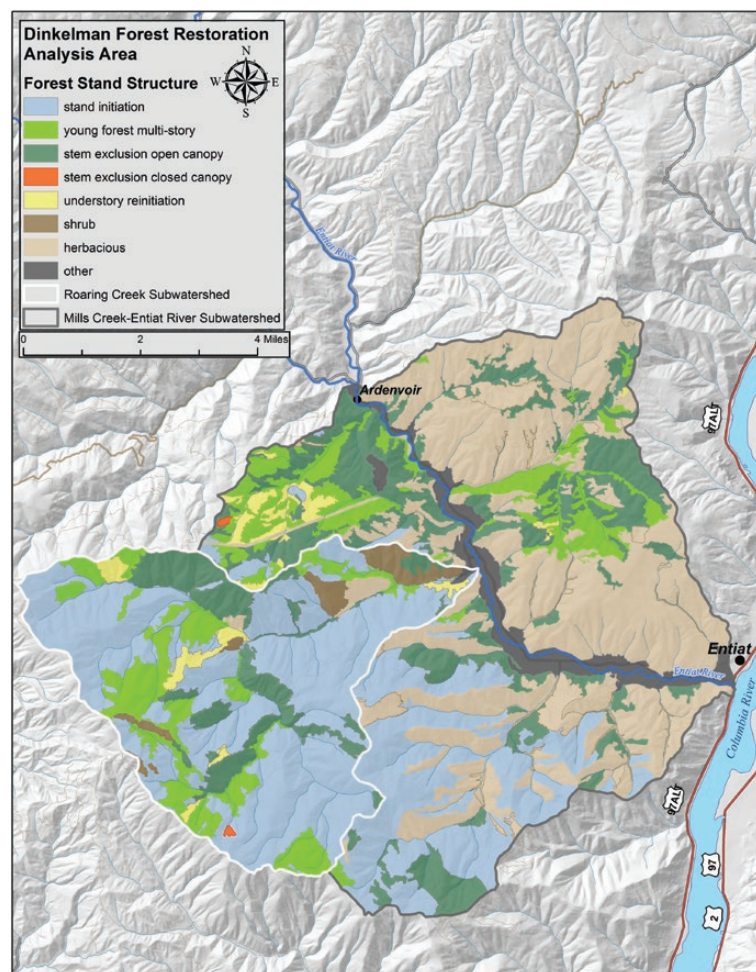 Dinkelman Forest Restoration
Analysis Area
N
W E
S
Forest Stand Structure
stand initiation
young forest multi-story
stem exclusion open canopy
stem exclusion closed canopy
understory reinitiation
shrub
herbacious
other
Roaring Creek Subwatershed
Mills Creek-Entiat River Subwatershed
0 2 4 Miles
Entiat River
Ardenvoir
97AL
Entiat
Entiat River
Columbia River
97AL
97
2